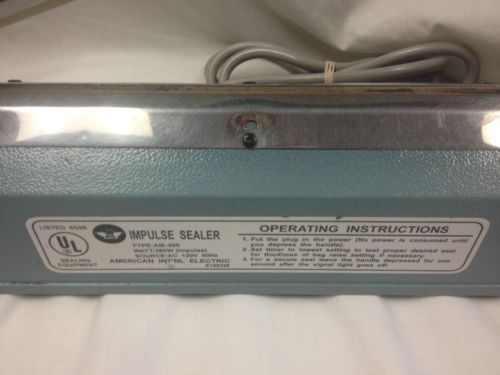 LISTED 6G46
UL
SEALING
EQUIPMENT
AIE
IMPULSE SEALER
TYPE:AIE-300
WATT:380W (Impulse)
SOURCE:AC 120V 60Hz
AMERICAN INT'NL ELECTRIC
OPERATING INSTRUCTIONS
1. Put the plug in the power (No power is consumed until
you depress the handle).
2. Set timer to lowest setting to test proper desired seal
for thickness of bag raise setting if necessary.
3. For a secure seal leave the handle depressed for one
second after the signal light goes off.